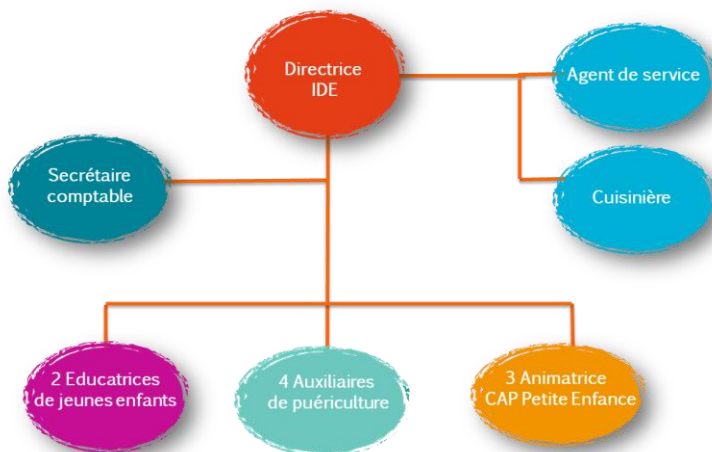 Directrice
IDE
Agent de service
Secrétaire
comptable
Cuisinière
2 Educatrices
de jeunes enfants
4 Auxiliaires
de puériculture
3 Animatrice
CAP Petite Enfance